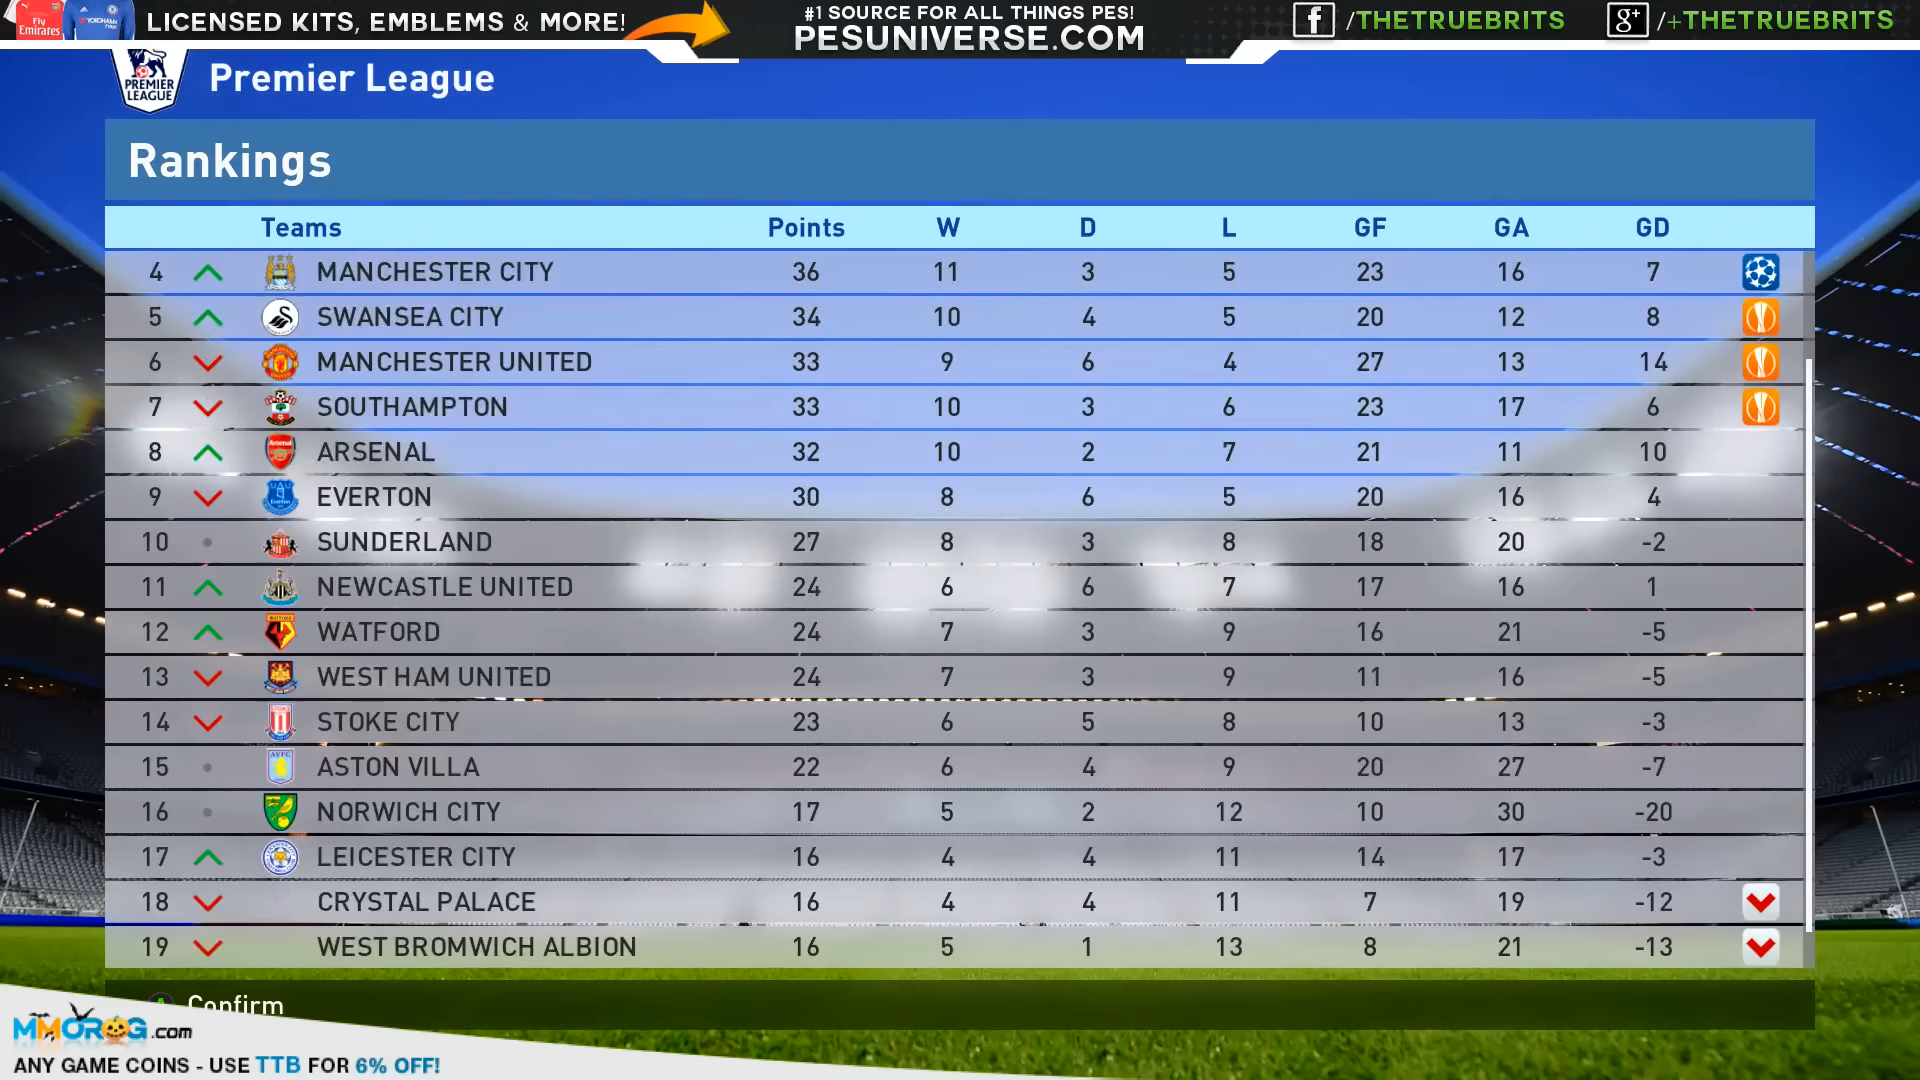 Fly
Emirates
YOKOHAMA
LICENSED KITS, EMBLEMS & MORE!
#1 SOURCE FOR ALL THINGS PES!
PESUNIVERSE.COM
f /THETRUEBRITS
g+ /+THETRUEBRITS
PREMIER
LEAGUE
Premier League
Rankings
Teams Points W D L GF GA GD
4 MANCHESTER CITY 36 11 3 5 23 16 7
5 SWANSEA CITY 34 10 4 5 20 12 8
6 MANCHESTER UNITED 33 9 6 4 27 13 14
7 SOUTHAMPTON 33 10 3 6 23 17 6
8 ARSENAL 32 10 2 7 21 11 10
9 EVERTON 30 8 6 5 20 16 4
10 SUNDERLAND 27 8 3 8 18 20 -2
11 NEWCASTLE UNITED 24 6 6 7 17 16 1
12 WATFORD 24 7 3 9 16 21 -5
13 WEST HAM UNITED 24 7 3 9 11 16 -5
14 STOKE CITY 23 6 5 8 10 13 -3
15 ASTON VILLA 22 6 4 9 20 27 -7
16 NORWICH CITY 17 5 2 12 10 30 -20
17 LEICESTER CITY 16 4 4 11 14 17 -3
18 CRYSTAL PALACE 16 4 4 11 7 19 -12
19 WEST BROMWICH ALBION 16 5 1 13 8 21 -13
Confirm
MMOROG.com
ANY GAME COINS - USE TTB FOR 6% OFF!